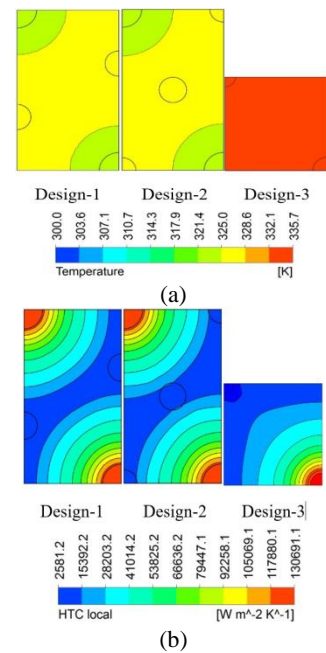 Design-1 Design-2 Design-3
300.0 303.6 307.1 310.7 314.3 317.9 321.4 325.0 328.6 332.1 335.7
Temperature [K]
(a)
Design-1 Design-2 Design-3
2581.2 15392.2 28203.2 41014.2 53825.2 66636.2 79447.1 92258.1 105069.1 117880.1 130691.1
HTC local [W m^-2 K^-1]
(b)